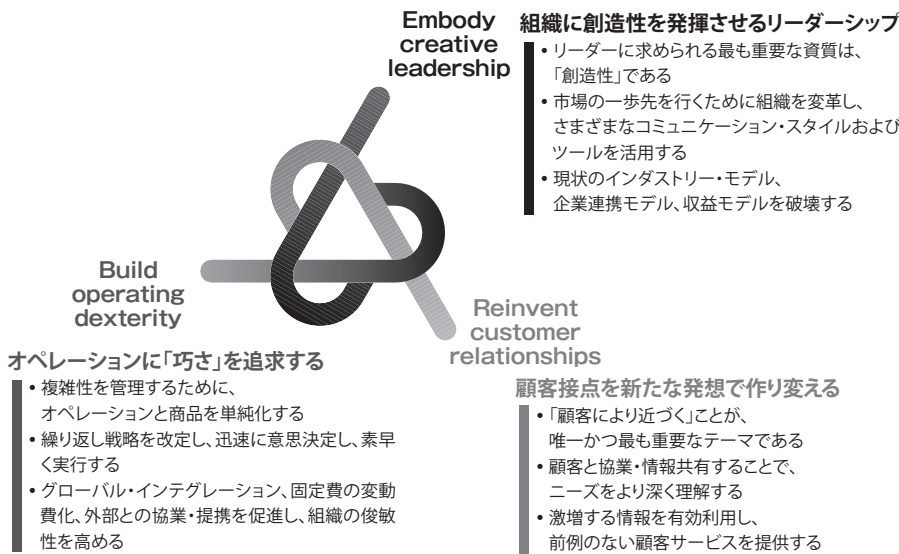 Embody
creative
leadership
組織に創造性を発揮させるリーダーシップ
• リーダーに求められる最も重要な資質は、
「創造性」である
• 市場の一歩先を行くために組織を変革し、
さまざまなコミュニケーション・スタイルおよび
ツールを活用する
• 現状のインダストリー・モデル、
企業連携モデル、収益モデルを破壊する
Build
operating
dexterity
オペレーションに「巧さ」を追求する
• 複雑性を管理するために、
オペレーションと商品を単純化する
• 繰り返し戦略を改定し、迅速に意思決定し、素早
く実行する
• グローバル・インテグレーション、固定費の変動
費化、外部との協業・提携を促進し、組織の俊敏
性を高める
Reinvent
customer
relationships
顧客接点を新たな発想で作り変える
• 「顧客により近づく」ことが、
唯一かつ最も重要なテーマである
• 顧客と協業・情報共有することで、
ニーズをより深く理解する
• 激増する情報を有効利用し、
前例のない顧客サービスを提供する